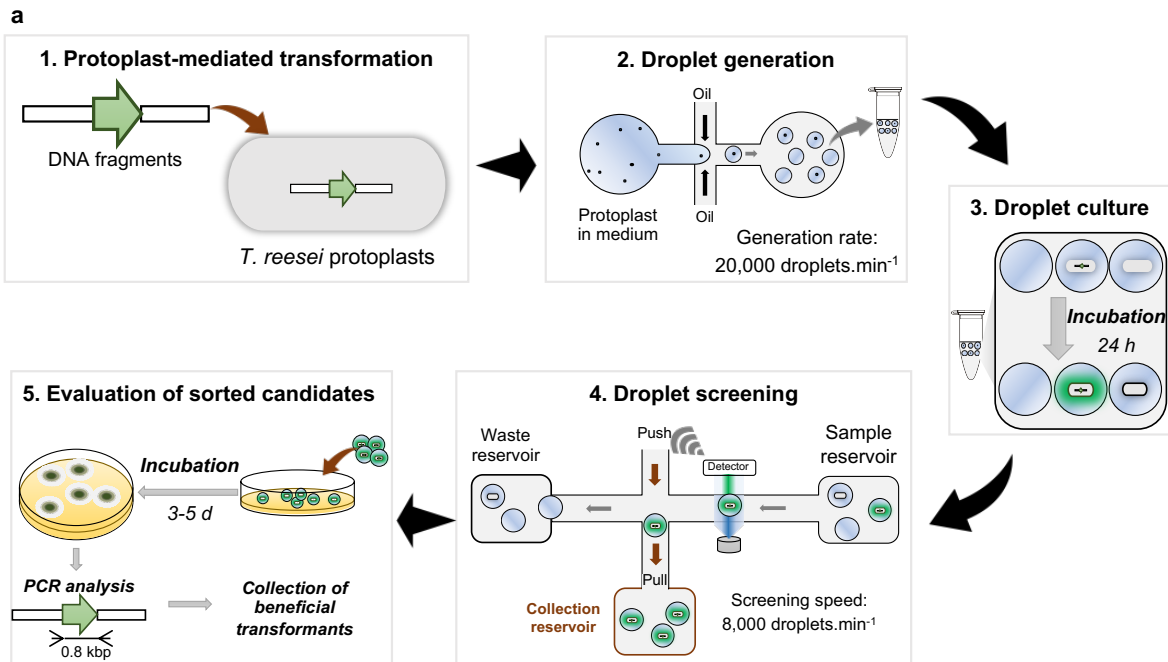 a
1. Protoplast-mediated transformation
DNA fragments
T. reesei protoplasts
2. Droplet generation
Oil
Protoplast
in medium
Oil
Generation rate:
20,000 droplets.min⁻¹
3. Droplet culture
Incubation
24 h
4. Droplet screening
Waste
reservoir
Push
Detector
Sample
reservoir
Pull
Collection
reservoir
Screening speed:
8,000 droplets.min⁻¹
5. Evaluation of sorted candidates
Incubation
3-5 d
PCR analysis
0.8 kbp
Collection of
beneficial
transformants